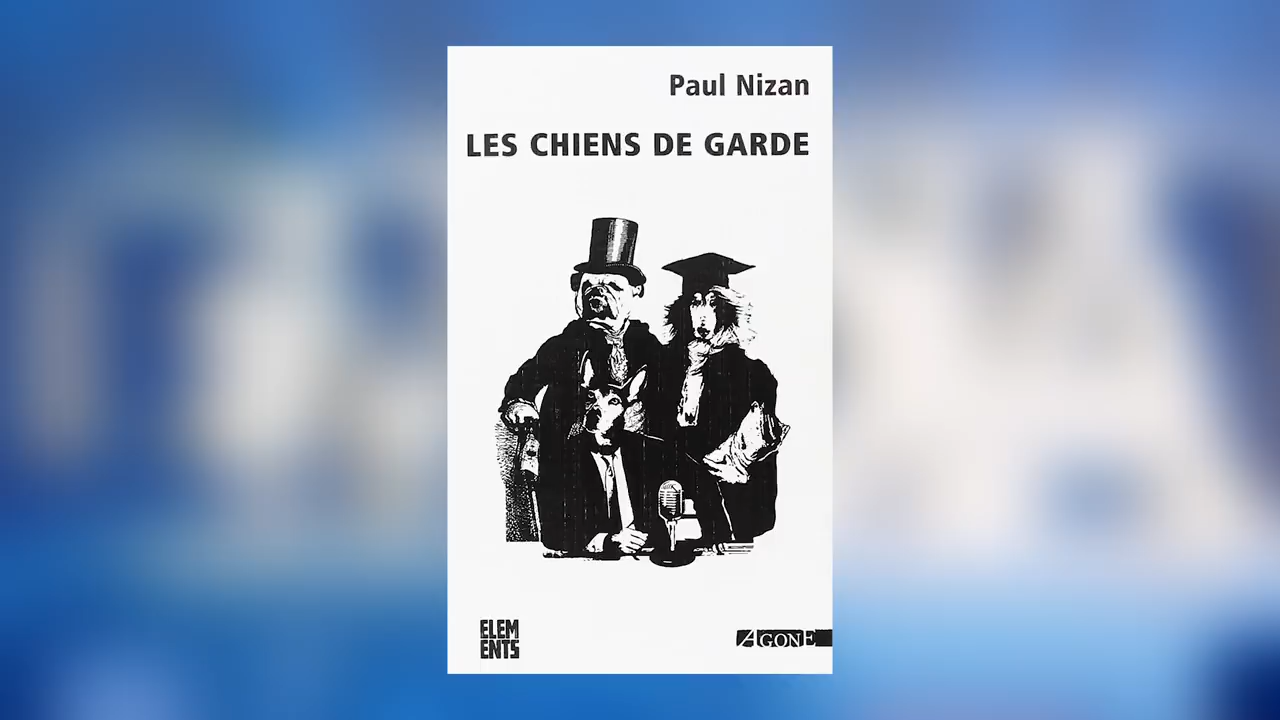 Paul Nizan
LES CHIENS DE GARDE
ELEM
ENTS
AGONE